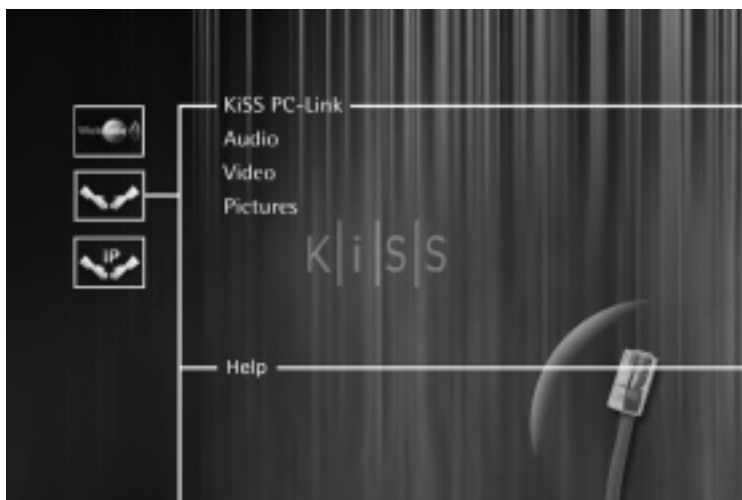 KiSS PC-Link
Audio
Video
Pictures
iP
K|i|S|S
Help